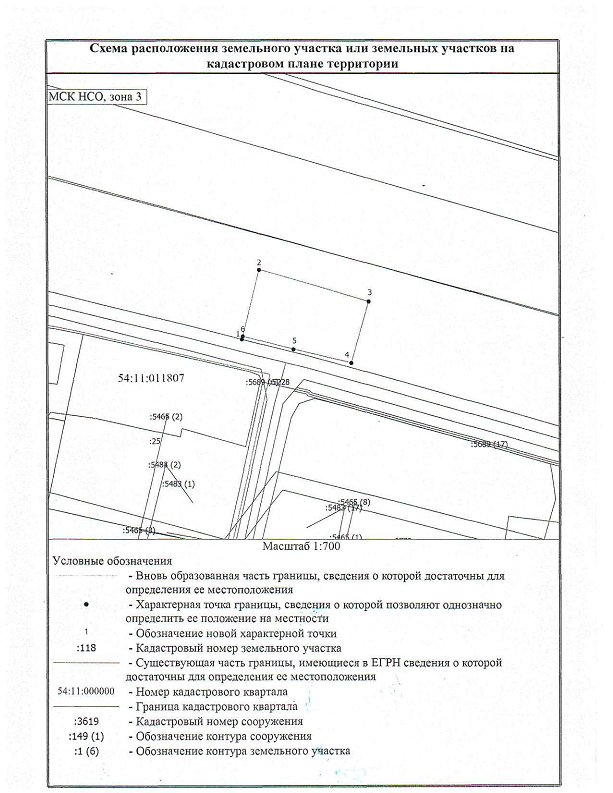 Схема расположения земельного участка или земельных участков на
кадастровом плане территории
МСК НСО, зона 3
2
3
6
1
5
4
54:11:011807
:5465 (2)
:25
:5483 (2)
:5483 (1)
:5689 (17)
:5465 (8)
:5483 (17)
:5465 (1)
Масштаб 1:700
Условные обозначения
- Вновь образованная часть границы, сведения о которой достаточны для
определения ее местоположения
- Характерная точка границы, сведения о которой позволяют однозначно
определить ее положение на местности
1 - Обозначение новой характерной точки
:118 - Кадастровый номер земельного участка
- Существующая часть границы, имеющиеся в ЕГРН сведения о которой
достаточны для определения ее местоположения
54:11:000000 - Номер кадастрового квартала
- Граница кадастрового квартала
:3619 - Кадастровый номер сооружения
:149 (1) - Обозначение контура сооружения
:1 (6) - Обозначение контура земельного участка